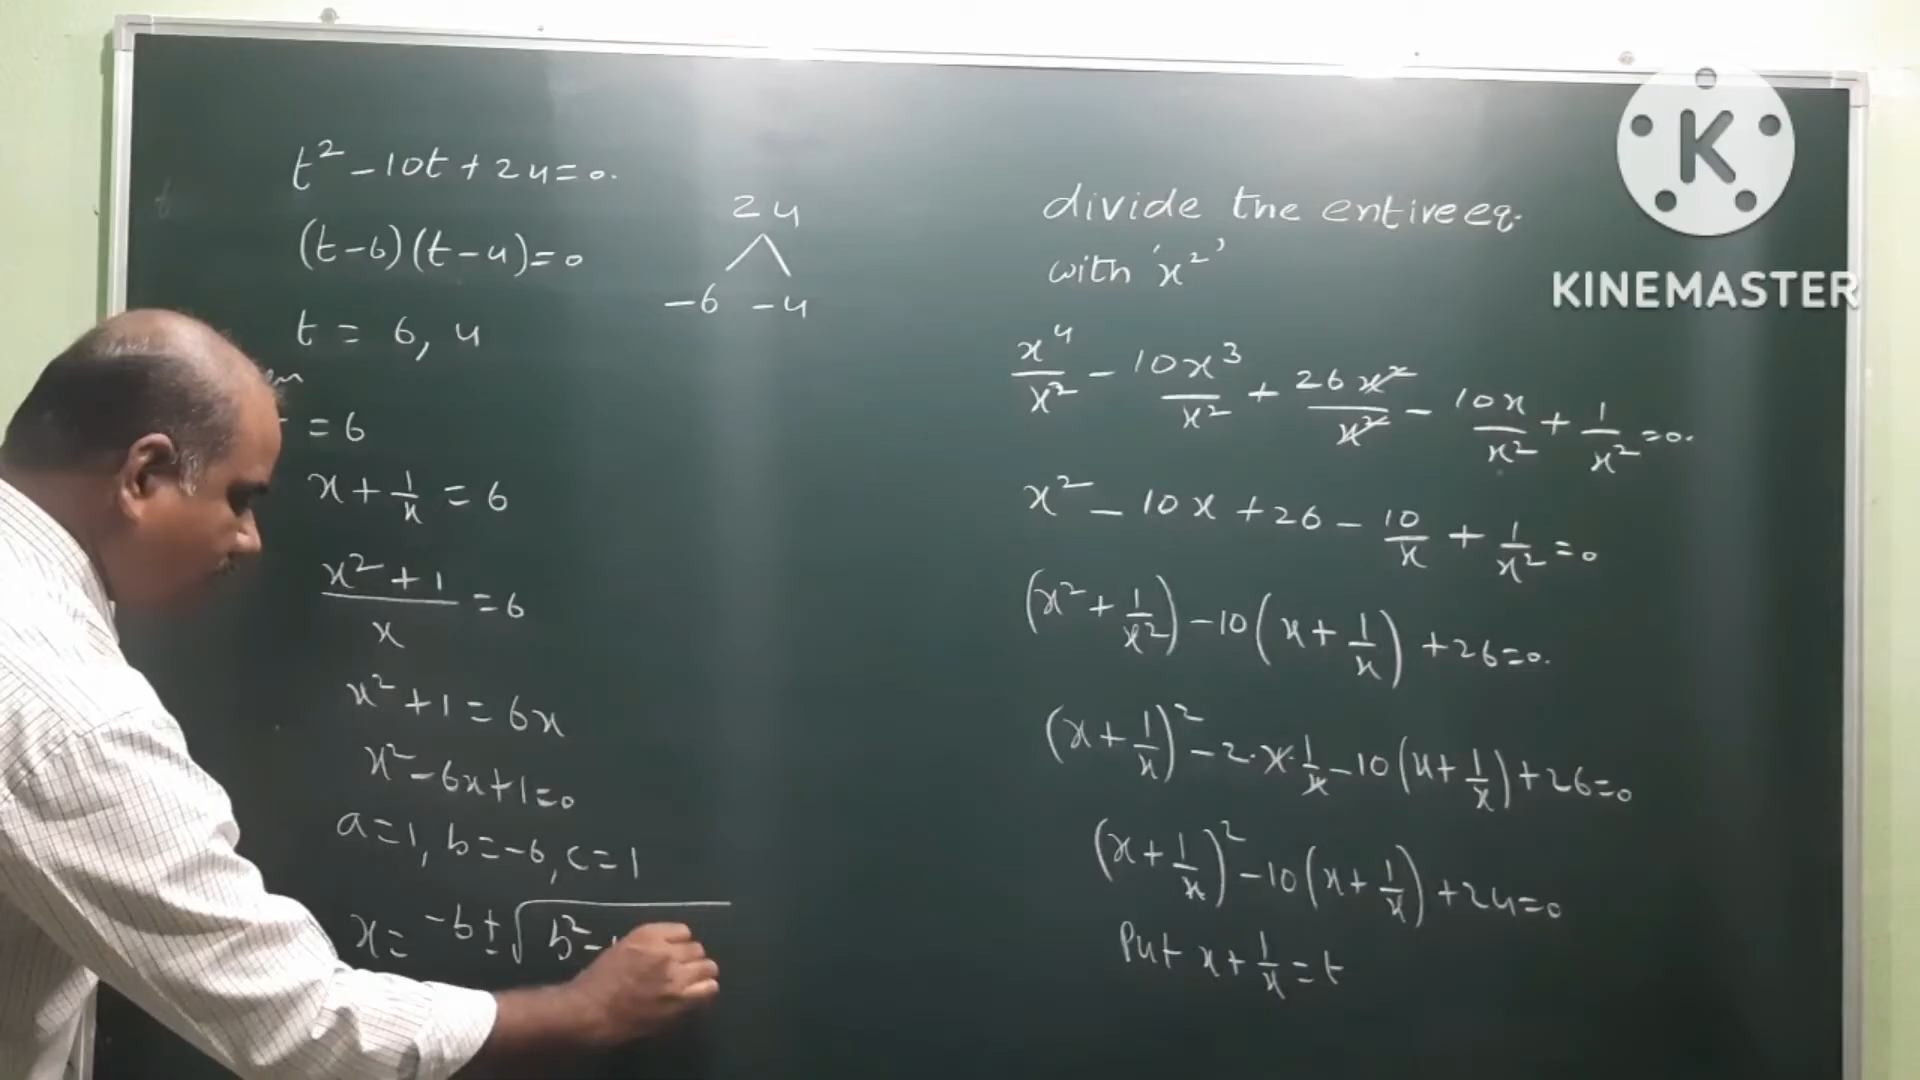 t² - 10t + 24 = 0.
(t-6)(t-4) = 0
24
-6 -4
t = 6, 4
= 6
x + 1/x = 6
(x² + 1)/x = 6
x² + 1 = 6x
x² - 6x + 1 = 0
a = 1, b = -6, c = 1
x = -b ± √b² -
divide the entire eq.
with 'x²'
x⁴/x² - 10x³/x² + 26x²/x² - 10x/x² + 1/x² = 0.
x² - 10x + 26 - 10/x + 1/x² = 0
(x² + 1/x²) - 10(x + 1/x) + 26 = 0.
(x + 1/x)² - 2·x·1/x - 10(x + 1/x) + 26 = 0
(x + 1/x)² - 10(x + 1/x) + 24 = 0
Put x + 1/x = t
K
KINEMASTER